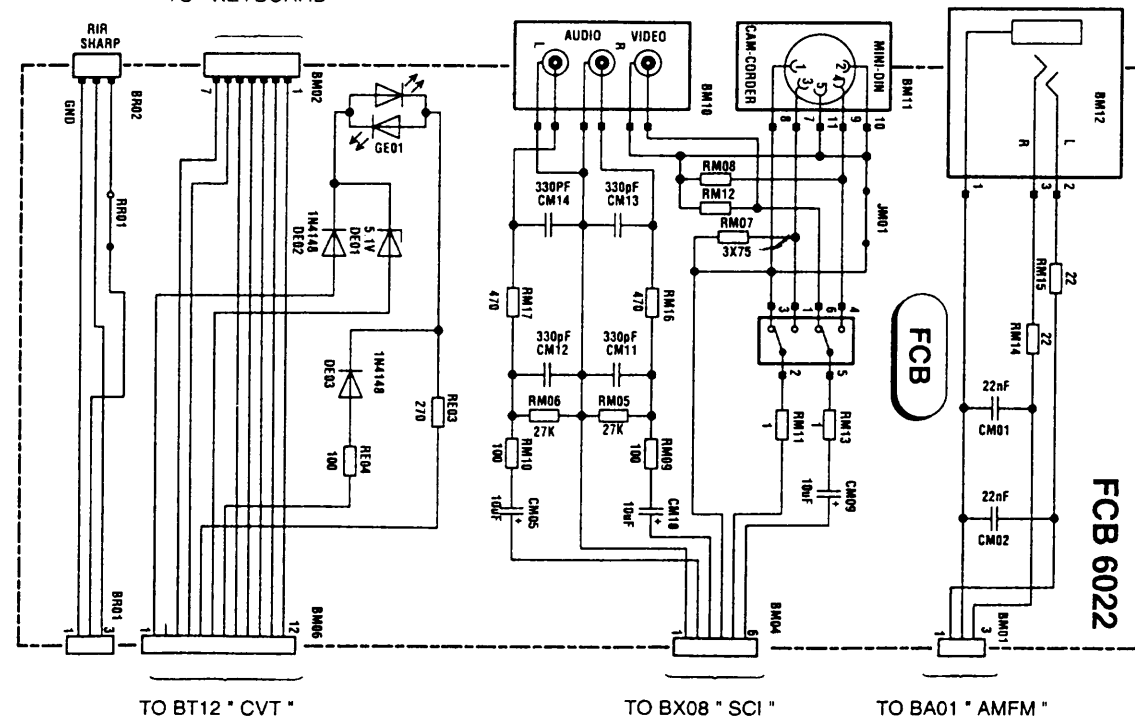 RIR
SHARP
GND
BR02
RR01
BR01
1
3
7
1
BM02
GE01
1N4148
DE02
5.1V
DE01
1N4148
DE03
RE03
270
RE04
100
1
12
BM06
AUDIO
VIDEO
L
R
BM10
330PF
CM14
330pF
CM13
RM17
470
RM16
470
330pF
CM12
330pF
CM11
RM06
27K
RM05
27K
RM10
100
RM09
100
CM05
10uF
CM10
10uF
CAM-CORDER
MINI-DIN
BM11
1
2
3
4
5
8
7
11
9
10
RM08
RM12
RM07
3X75
JM01
3
1
6
4
2
5
RM11
1
RM13
1
CM09
10uF
1
6
BM04
BM12
R
L
1
3
2
22
RM15
22
RM14
FCB
22nF
CM01
22nF
CM02
FCB 6022
1
3
BM01
TO BT12 " CVT "
TO BX08 " SCI "
TO BA01 " AMFM "